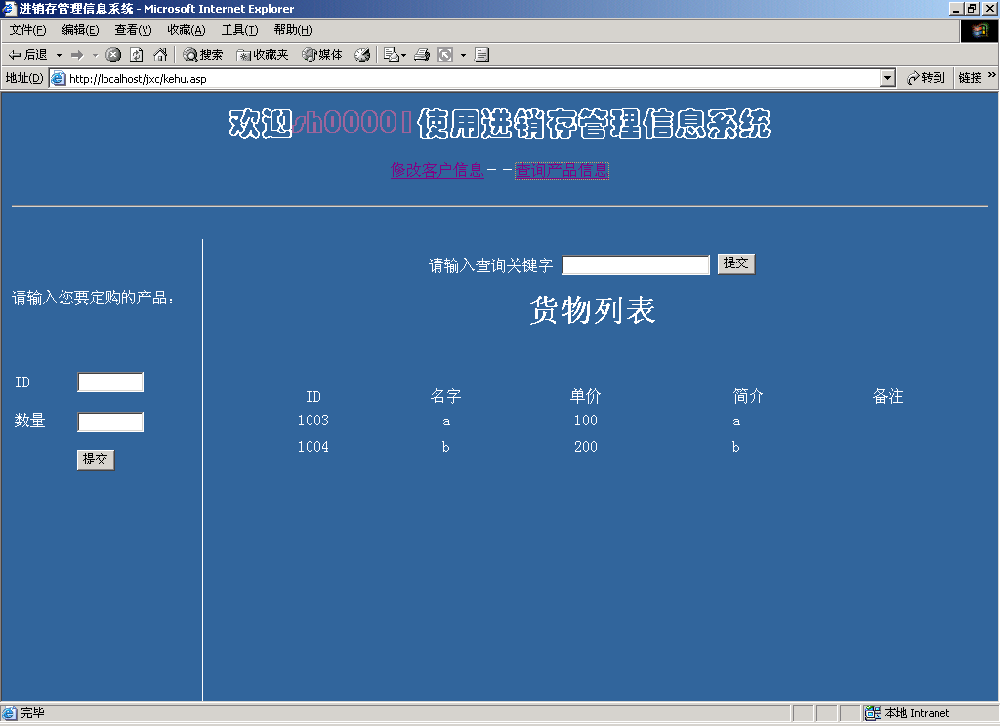 进销存管理信息系统 - Microsoft Internet Explorer
文件(F) 编辑(E) 查看(V) 收藏(A) 工具(T) 帮助(H)
后退 搜索 收藏夹 媒体
地址(D) http://localhost/jxc/kehu.asp 转到 链接 »
欢迎sh00001使用进销存管理信息系统
修改客户信息－－查询产品信息
请输入查询关键字 提交
请输入您要定购的产品：
货物列表
ID
数量
提交
ID 名字 单价 简介 备注
1003 a 100 a
1004 b 200 b
完毕 本地 Intranet